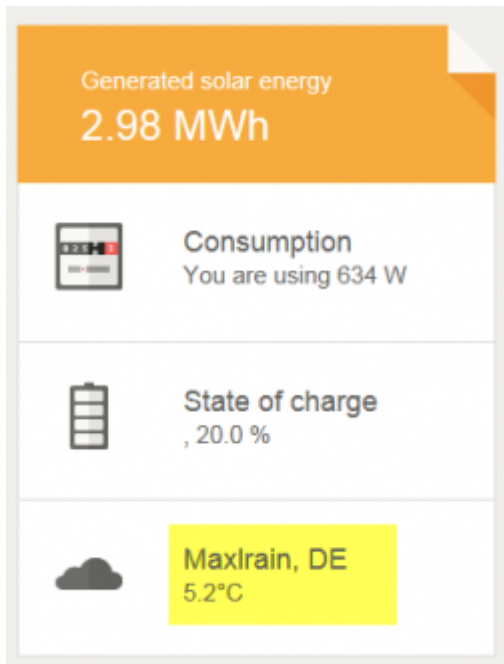 Generated solar energy
2.98 MWh
Consumption
You are using 634 W
State of charge
, 20.0 %
Maxlrain, DE
5.2°C